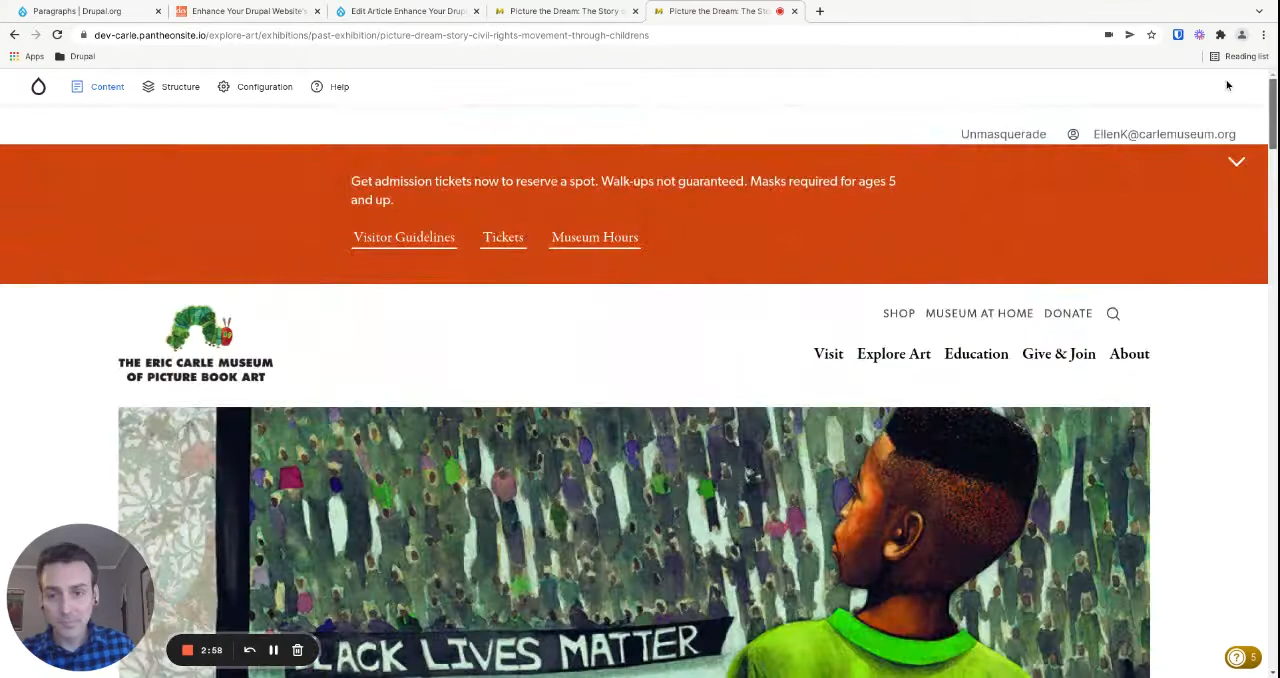 Paragraphs | Drupal.org
Enhance Your Drupal Website's
Edit Article Enhance Your Drup
Picture the Dream: The Story o
Picture the Dream: The Sto
dev-carle.pantheonsite.io/explore-art/exhibitions/past-exhibition/picture-dream-story-civil-rights-movement-through-childrens
Apps
Drupal
Reading list
Content
Structure
Configuration
Help
Unmasquerade
EllenK@carlemuseum.org
Get admission tickets now to reserve a spot. Walk-ups not guaranteed. Masks required for ages 5
and up.
Visitor Guidelines
Tickets
Museum Hours
THE ERIC CARLE MUSEUM
OF PICTURE BOOK ART
SHOP
MUSEUM AT HOME
DONATE
Visit
Explore Art
Education
Give & Join
About
LACK LIVES MATTER
2:58
5